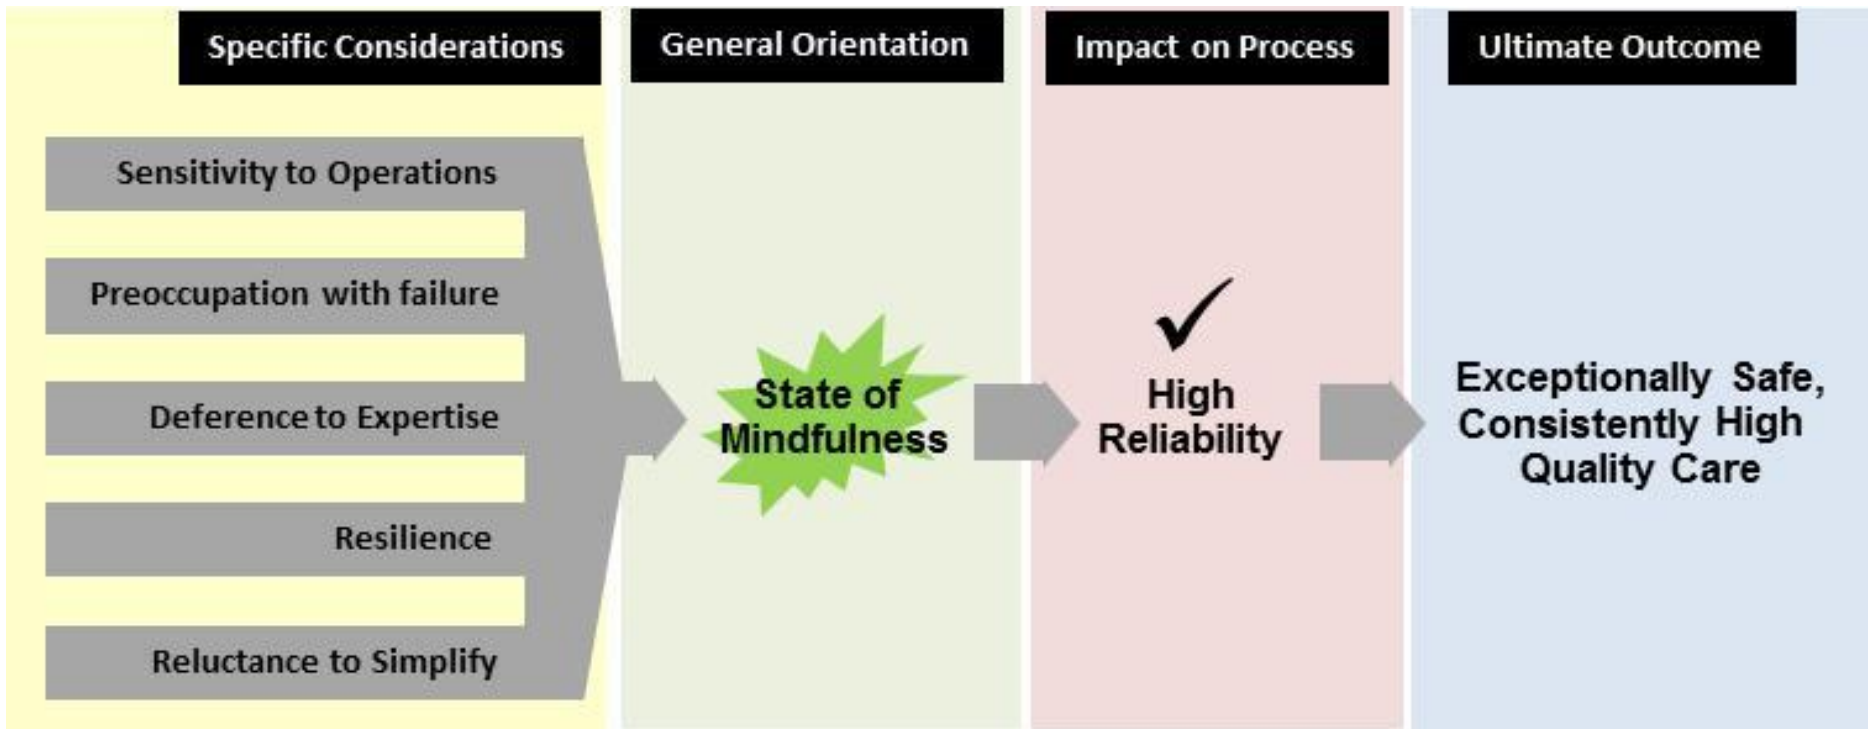 Specific Considerations
General Orientation
Impact on Process
Ultimate Outcome
Sensitivity to Operations
Preoccupation with failure
Deference to Expertise
Resilience
Reluctance to Simplify
State of
Mindfulness
High
Reliability
Exceptionally Safe,
Consistently High
Quality Care